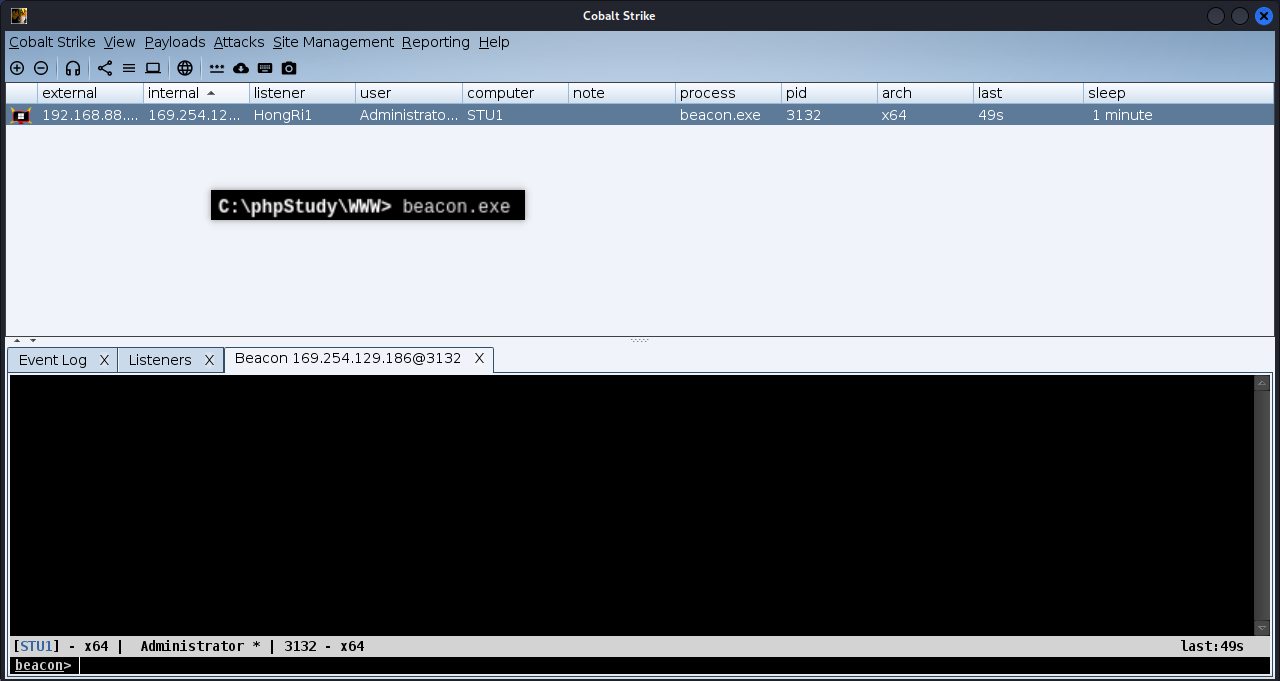 Cobalt Strike
Cobalt Strike View Payloads Attacks Site Management Reporting Help
external internal listener user computer note process pid arch last sleep
192.168.88.... 169.254.12... HongRi1 Administrato... STU1 beacon.exe 3132 x64 49s 1 minute
C:\phpStudy\WWW> beacon.exe
Event Log X Listeners X Beacon 169.254.129.186@3132 X
[STU1] - x64 | Administrator * | 3132 - x64 last:49s
beacon>